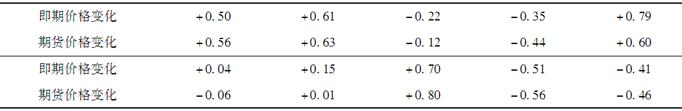 即期价格变化 +0.50 +0.61 -0.22 -0.35 +0.79
期货价格变化 +0.56 +0.63 -0.12 -0.44 +0.60
即期价格变化 +0.04 +0.15 +0.70 -0.51 -0.41
期货价格变化 -0.06 +0.01 +0.80 -0.56 -0.46